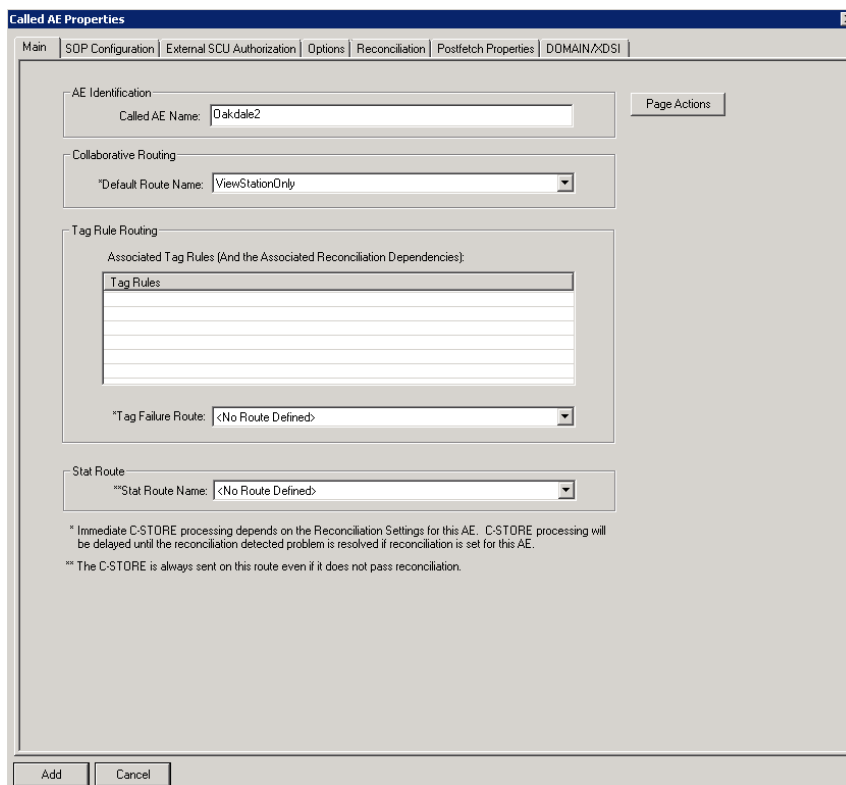 Called AE Properties
Main SOP Configuration External SCU Authorization Options Reconciliation Postfetch Properties DOMAIN/XDSI
AE Identification
Called AE Name: Oakdale2
Page Actions
Collaborative Routing
*Default Route Name: ViewStationOnly
Tag Rule Routing
Associated Tag Rules (And the Associated Reconciliation Dependencies):
Tag Rules
*Tag Failure Route: <No Route Defined>
Stat Route
**Stat Route Name: <No Route Defined>
* Immediate C-STORE processing depends on the Reconciliation Settings for this AE. C-STORE processing will
be delayed until the reconciliation detected problem is resolved if reconciliation is set for this AE.
** The C-STORE is always sent on this route even if it does not pass reconciliation.
Add Cancel